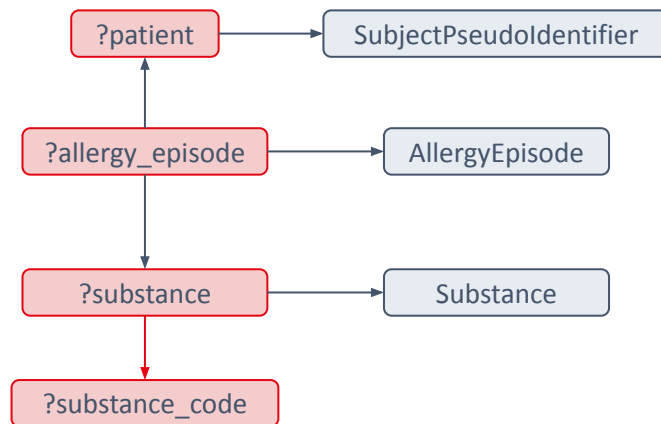 ?patient
SubjectPseudoIdentifier
?allergy_episode
AllergyEpisode
?substance
Substance
?substance_code